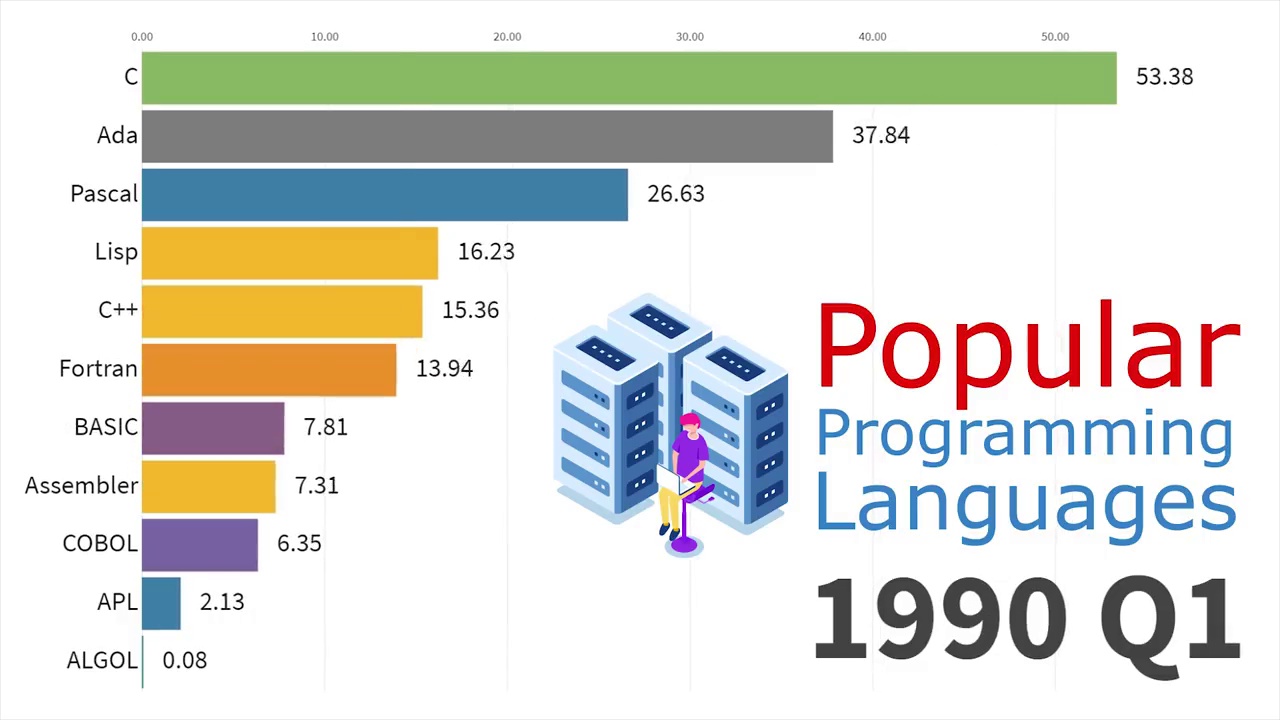 0.00 10.00 20.00 30.00 40.00 50.00
C 53.38
Ada 37.84
Pascal 26.63
Lisp 16.23
C++ 15.36
Fortran 13.94
BASIC 7.81
Assembler 7.31
COBOL 6.35
APL 2.13
ALGOL 0.08
Popular
Programming
Languages
1990 Q1